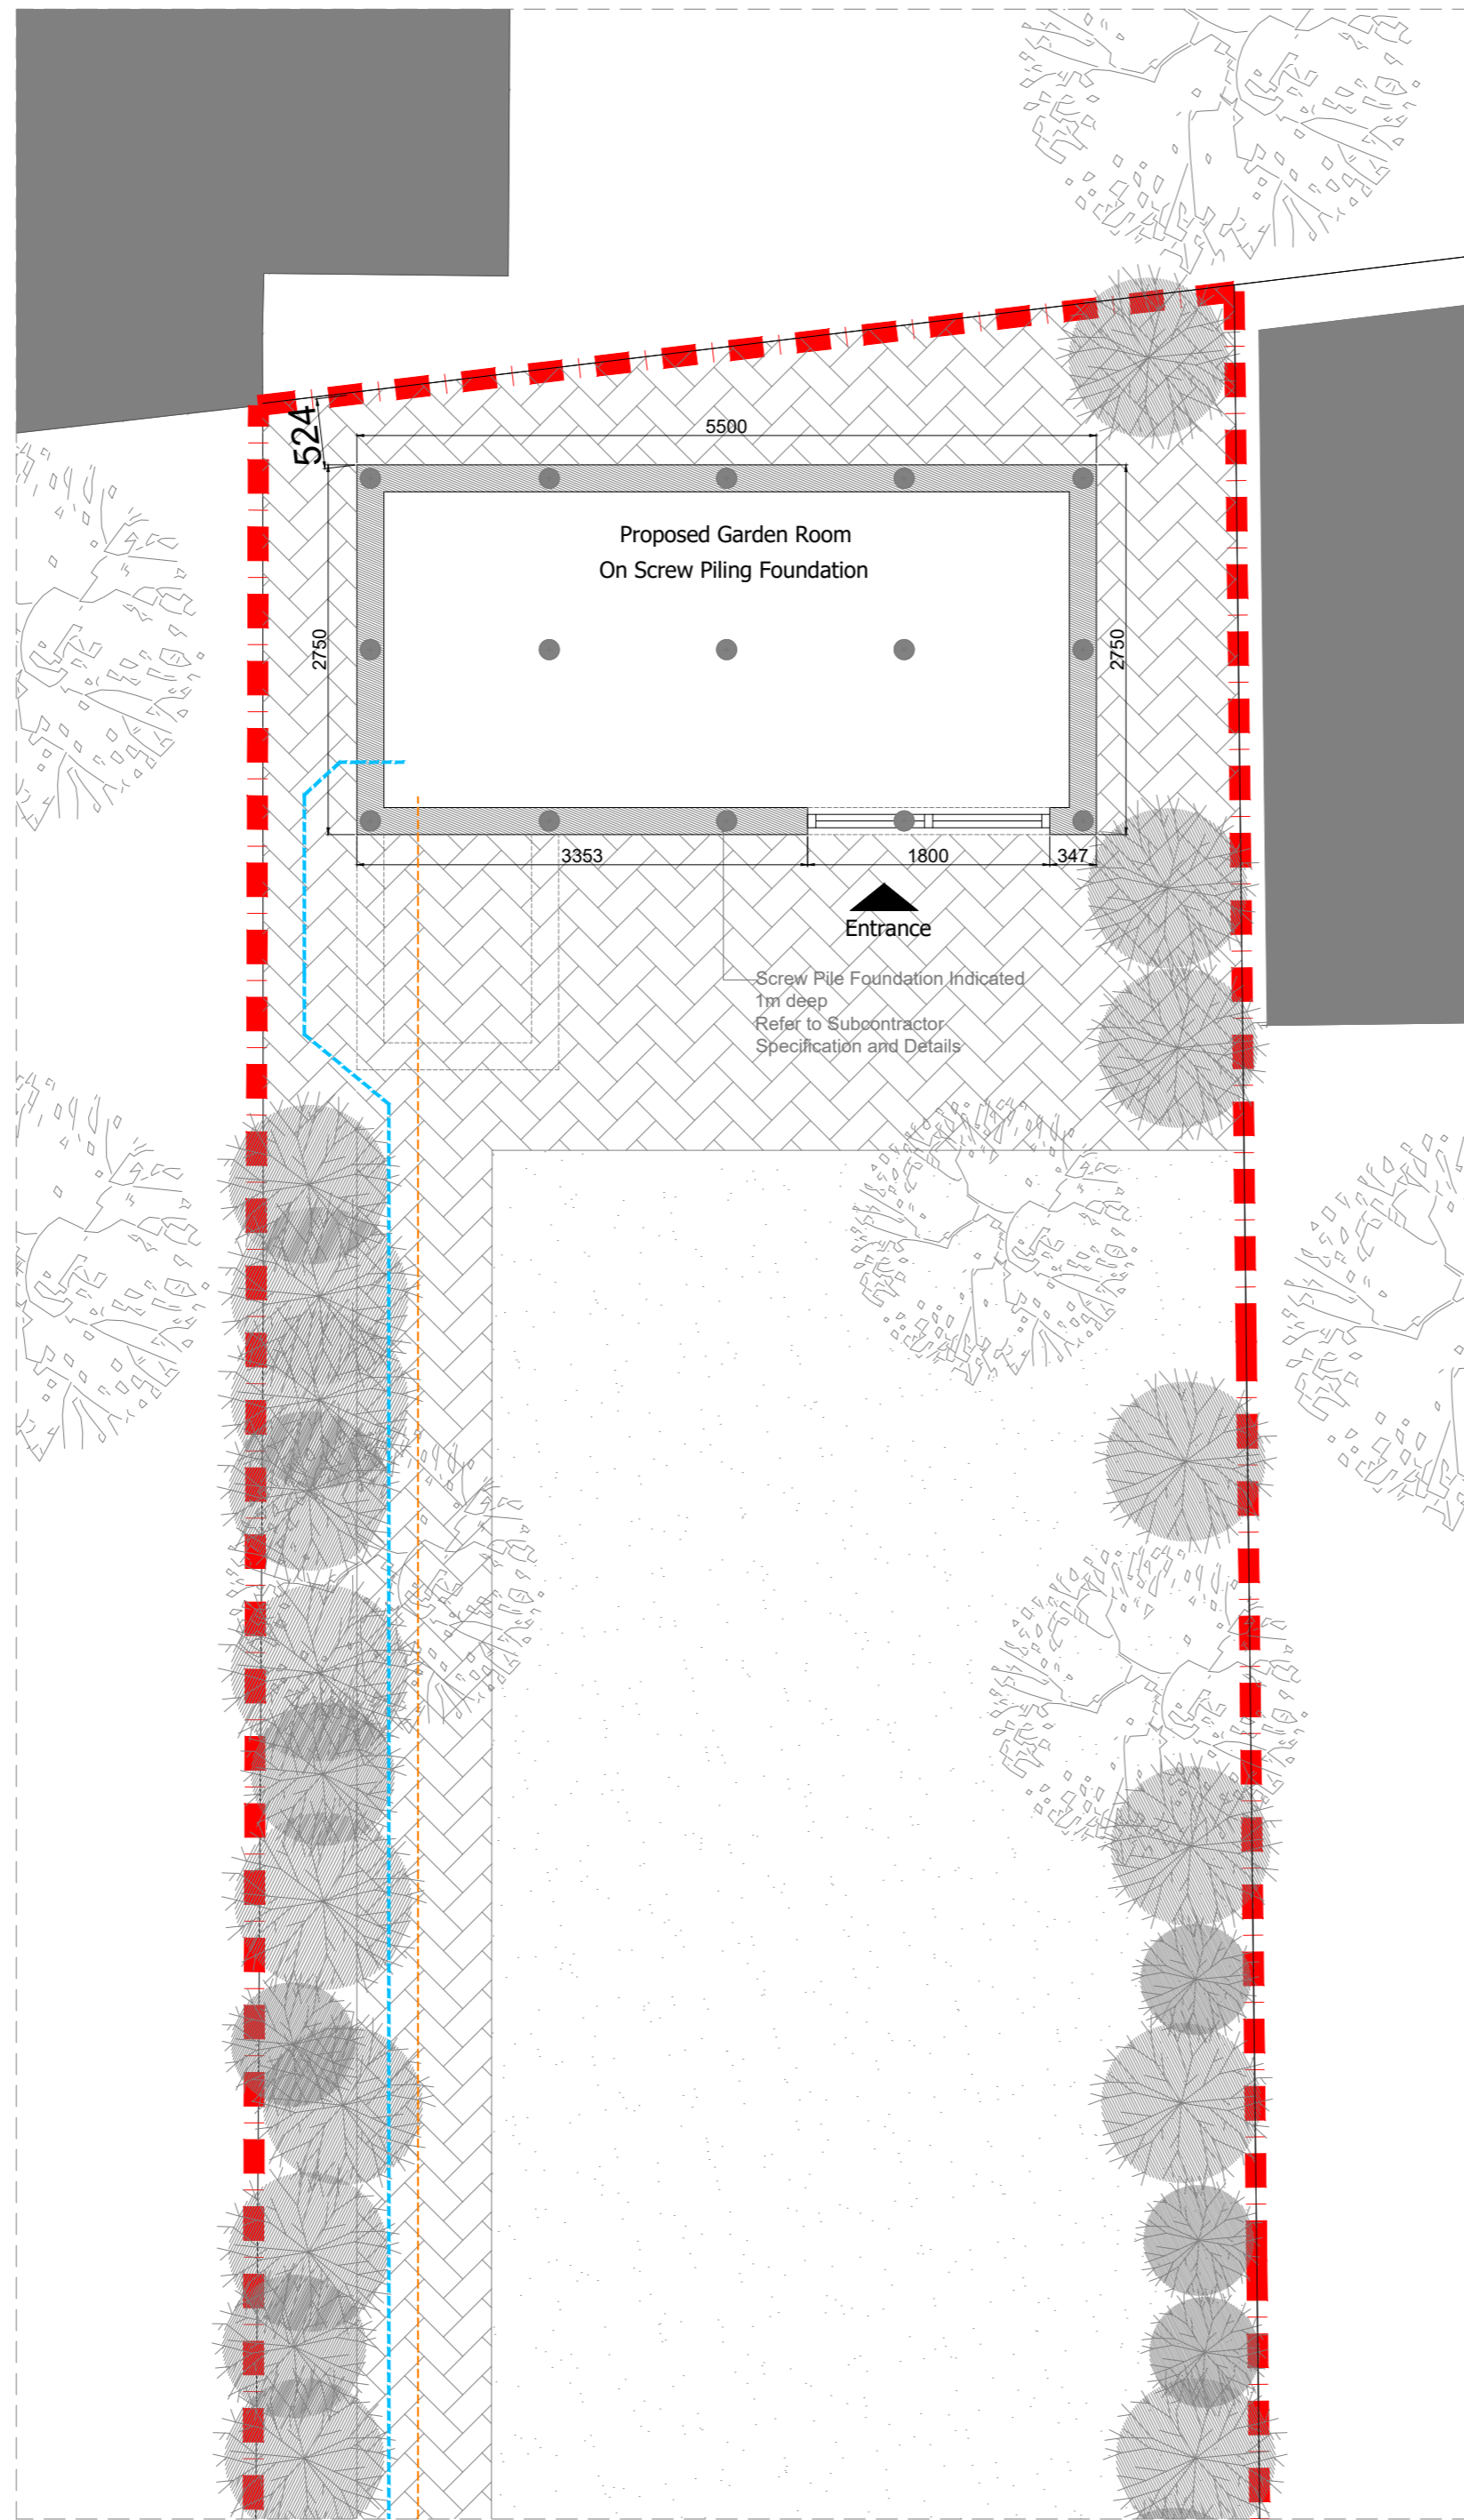 524
5500
Proposed Garden Room
On Screw Piling Foundation
2750
2750
3353
1800
347
Entrance
Screw Pile Foundation Indicated
1m deep
Refer to Subcontractor
Specification and Details